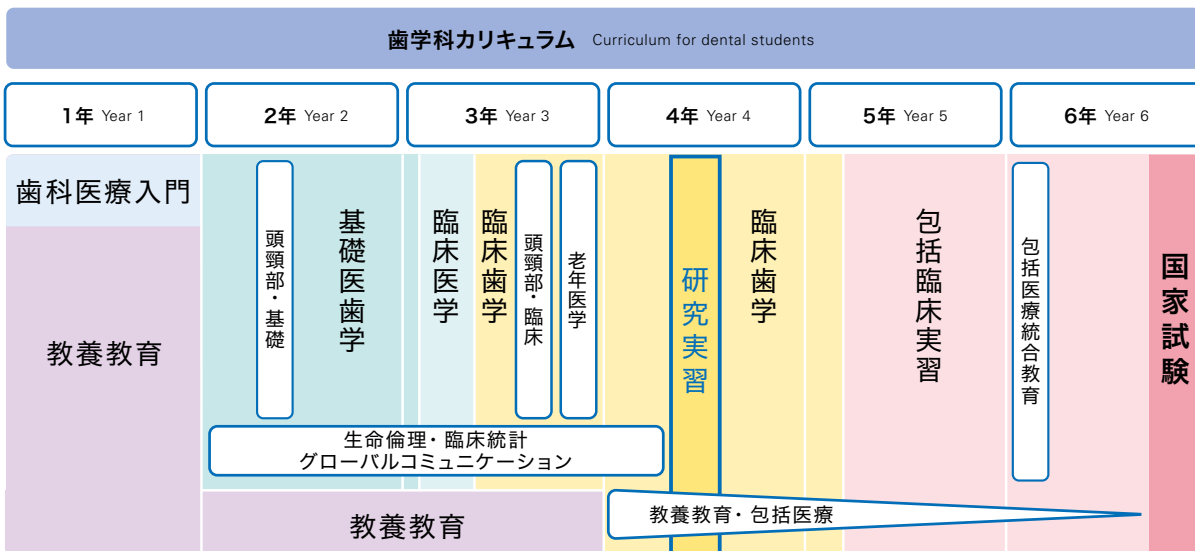 歯学科カリキュラム Curriculum for dental students
1年 Year 1
2年 Year 2
3年 Year 3
4年 Year 4
5年 Year 5
6年 Year 6
歯科医療入門
教養教育
頭頸部・基礎
基礎医歯学
臨床医学
臨床歯学
頭頸部・臨床
老年医学
研究実習
臨床歯学
包括臨床実習
包括医療統合教育
国家試験
生命倫理・臨床統計
グローバルコミュニケーション
教養教育
教養教育・包括医療